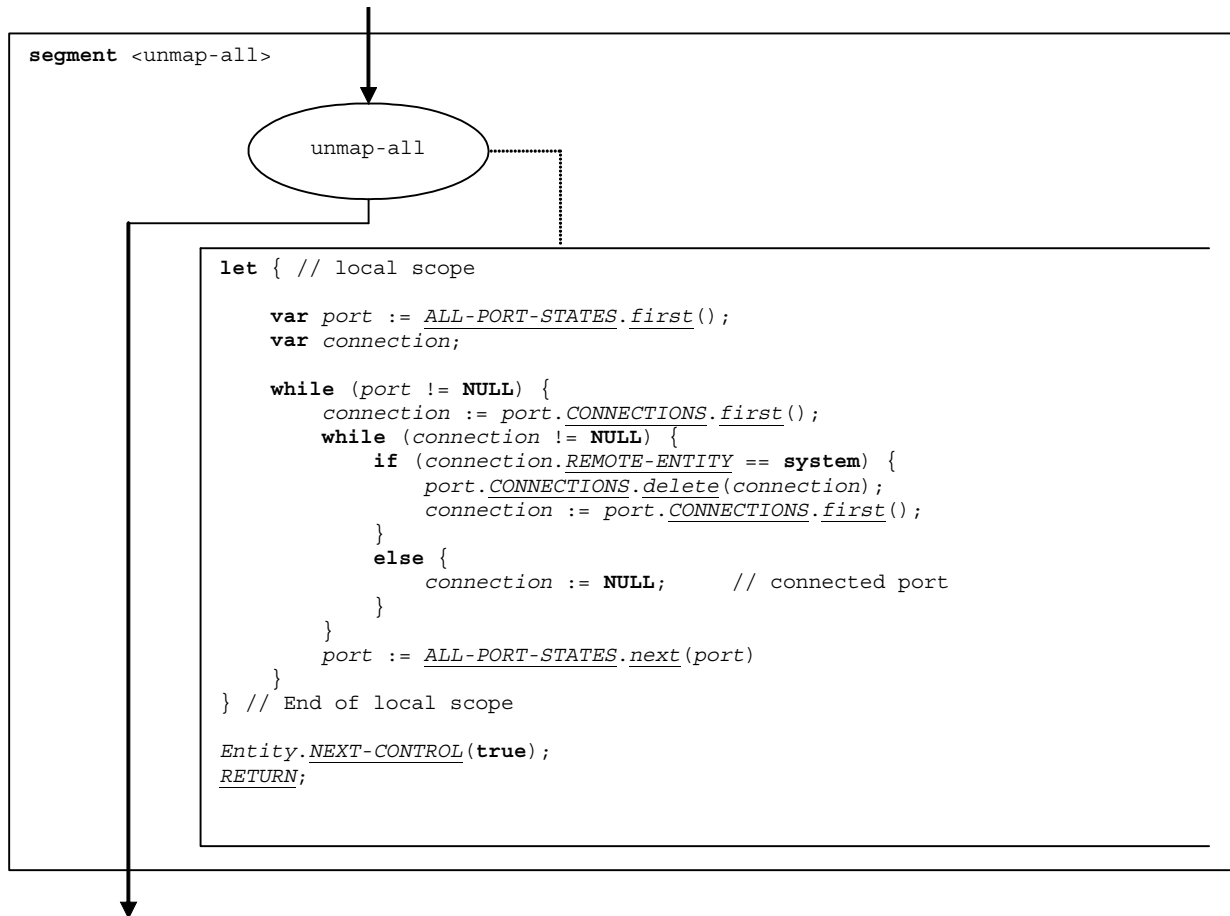 segment <unmap-all>
unmap-all
let { // local scope
var port := ALL-PORT-STATES.first();
var connection;
while (port != NULL) {
connection := port.CONNECTIONS.first();
while (connection != NULL) {
if (connection.REMOTE-ENTITY == system) {
port.CONNECTIONS.delete(connection);
connection := port.CONNECTIONS.first();
}
else {
connection := NULL; // connected port
}
}
port := ALL-PORT-STATES.next(port)
}
} // End of local scope
Entity.NEXT-CONTROL(true);
RETURN;